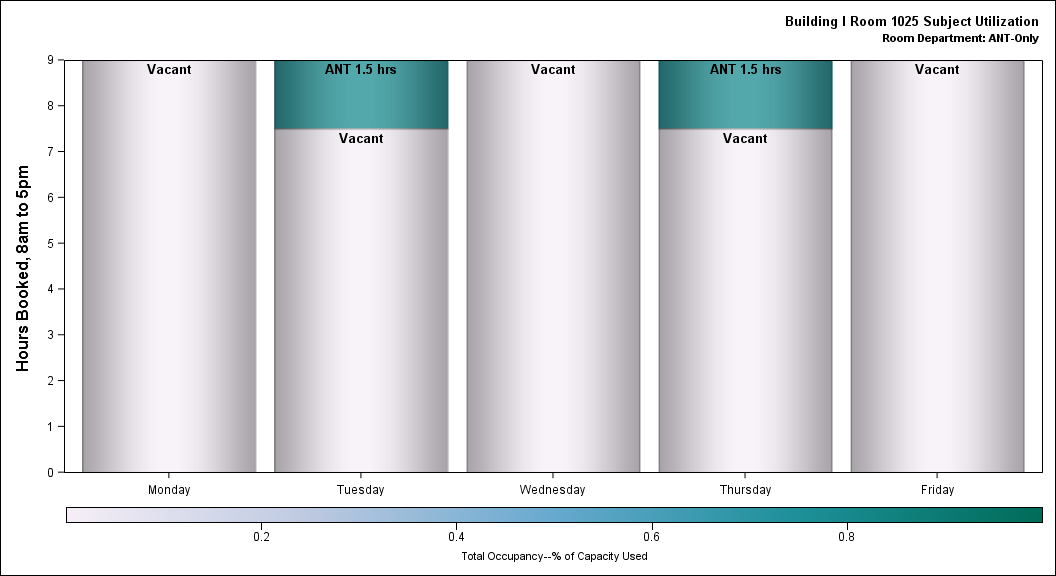 Building I Room 1025 Subject Utilization
Room Department: ANT-Only
Hours Booked, 8am to 5pm
9
8
7
6
5
4
3
2
1
0
Vacant
ANT 1.5 hrs
Vacant
ANT 1.5 hrs
Vacant
Vacant
Vacant
Monday
Tuesday
Wednesday
Thursday
Friday
0.2
0.4
0.6
0.8
Total Occupancy--% of Capacity Used